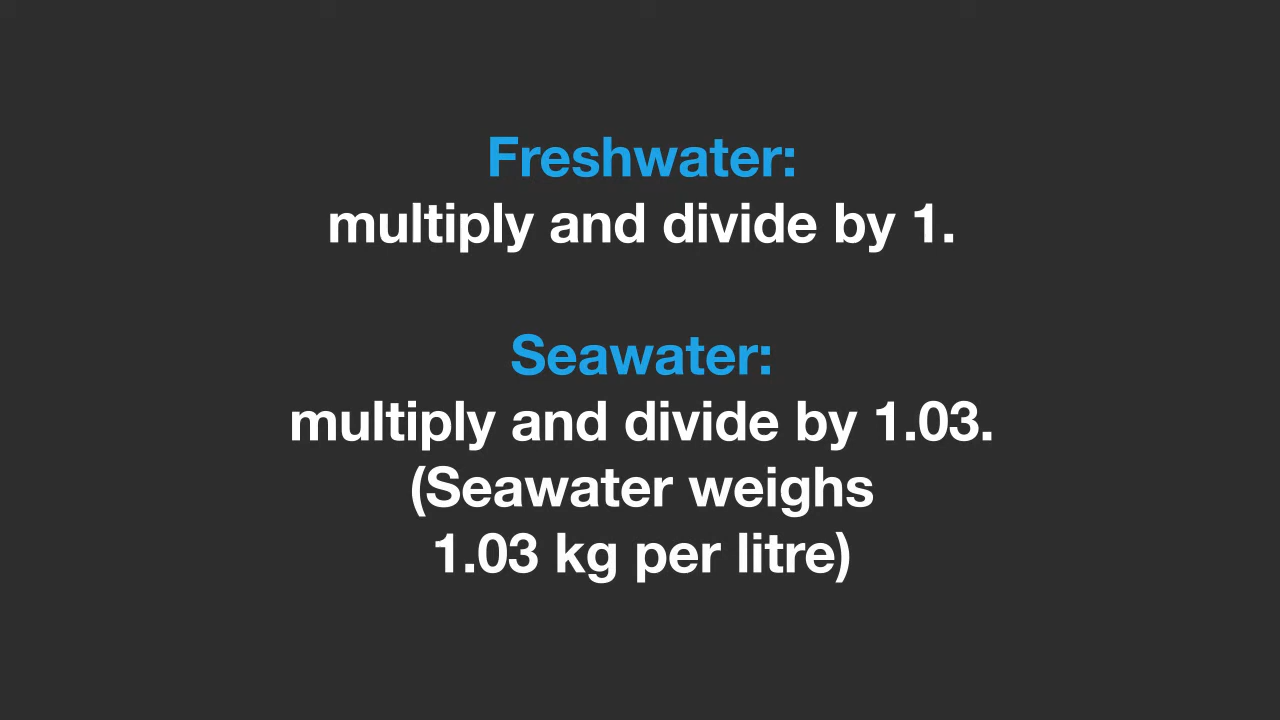 Freshwater:
multiply and divide by 1.
Seawater:
multiply and divide by 1.03.
(Seawater weighs
1.03 kg per litre)